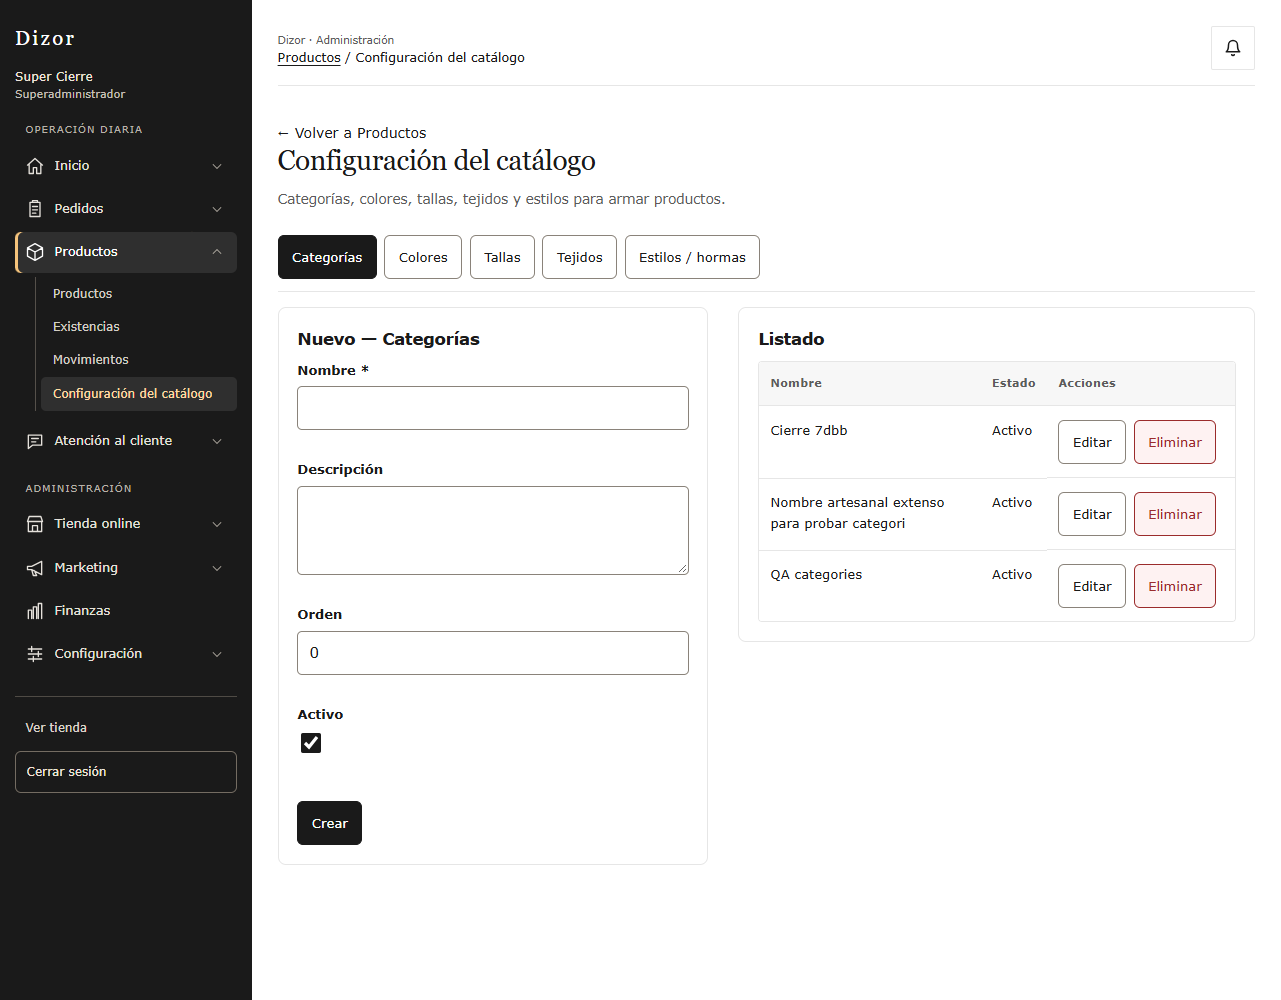 Dizor
Super Cierre
Superadministrador
OPERACIÓN DIARIA
Inicio
Pedidos
Productos
Productos
Existencias
Movimientos
Configuración del catálogo
Atención al cliente
ADMINISTRACIÓN
Tienda online
Marketing
Finanzas
Configuración
Ver tienda
Cerrar sesión
Dizor · Administración
Productos / Configuración del catálogo
← Volver a Productos
Configuración del catálogo
Categorías, colores, tallas, tejidos y estilos para armar productos.
Categorías Colores Tallas Tejidos Estilos / hormas
Nuevo — Categorías
Nombre *
Descripción
Orden
0
Activo
Crear
Listado
Nombre Estado Acciones
Cierre 7dbb Activo Editar Eliminar
Nombre artesanal extenso
para probar categori Activo Editar Eliminar
QA categories Activo Editar Eliminar